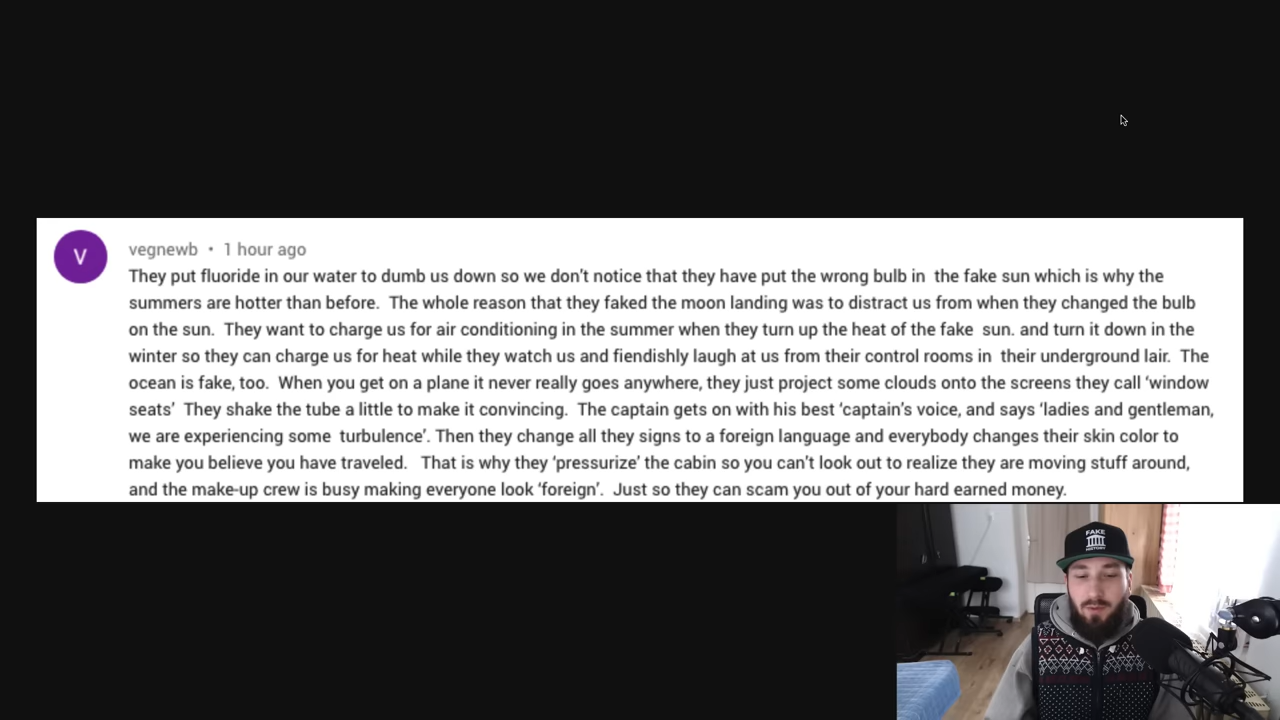 V
vegnewb • 1 hour ago
They put fluoride in our water to dumb us down so we don't notice that they have put the wrong bulb in  the fake sun which is why the
summers are hotter than before.  The whole reason that they faked the moon landing was to distract us from when they changed the bulb
on the sun.  They want to charge us for air conditioning in the summer when they turn up the heat of the fake  sun. and turn it down in the
winter so they can charge us for heat while they watch us and fiendishly laugh at us from their control rooms in  their underground lair.  The
ocean is fake, too.  When you get on a plane it never really goes anywhere, they just project some clouds onto the screens they call ‘window
seats’  They shake the tube a little to make it convincing.  The captain gets on with his best ‘captain's voice, and says ‘ladies and gentleman,
we are experiencing some  turbulence’. Then they change all they signs to a foreign language and everybody changes their skin color to
make you believe you have traveled.   That is why they ‘pressurize’ the cabin so you can't look out to realize they are moving stuff around,
and the make-up crew is busy making everyone look ‘foreign’.  Just so they can scam you out of your hard earned money.
FAKE
HISTORY